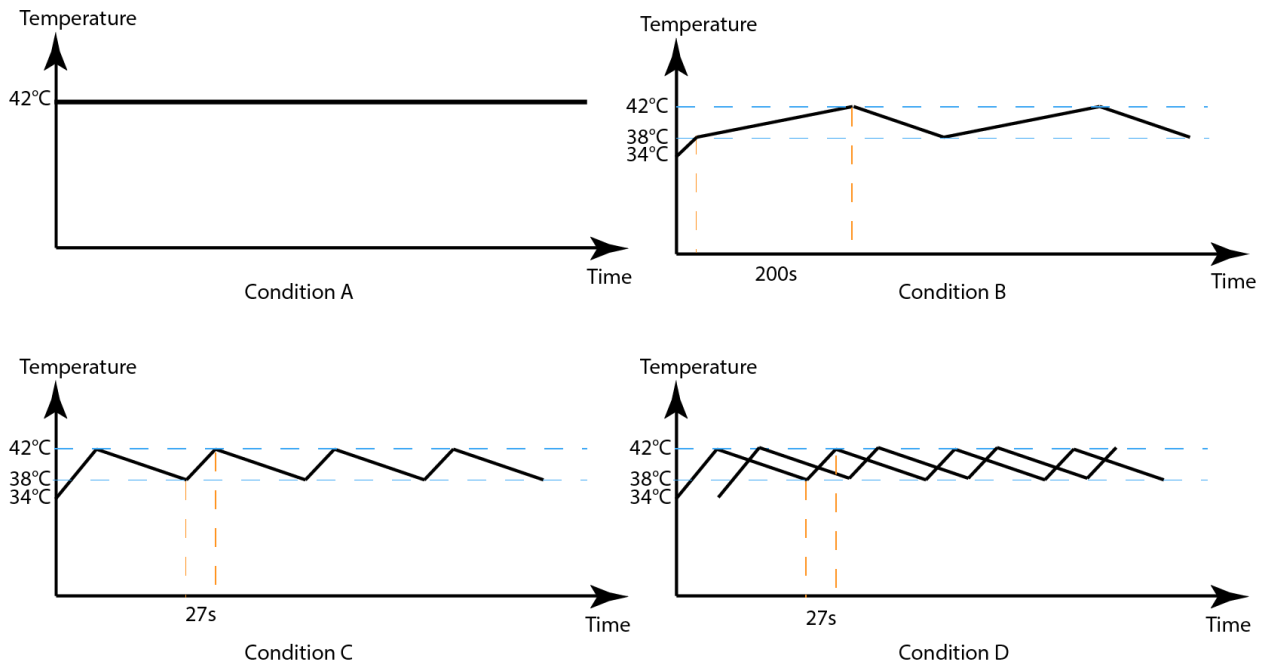 Temperature
42°C
Time
Condition A
Temperature
42°C
38°C
34°C
200s
Time
Condition B
Temperature
42°C
38°C
34°C
27s
Time
Condition C
Temperature
42°C
38°C
34°C
27s
Time
Condition D